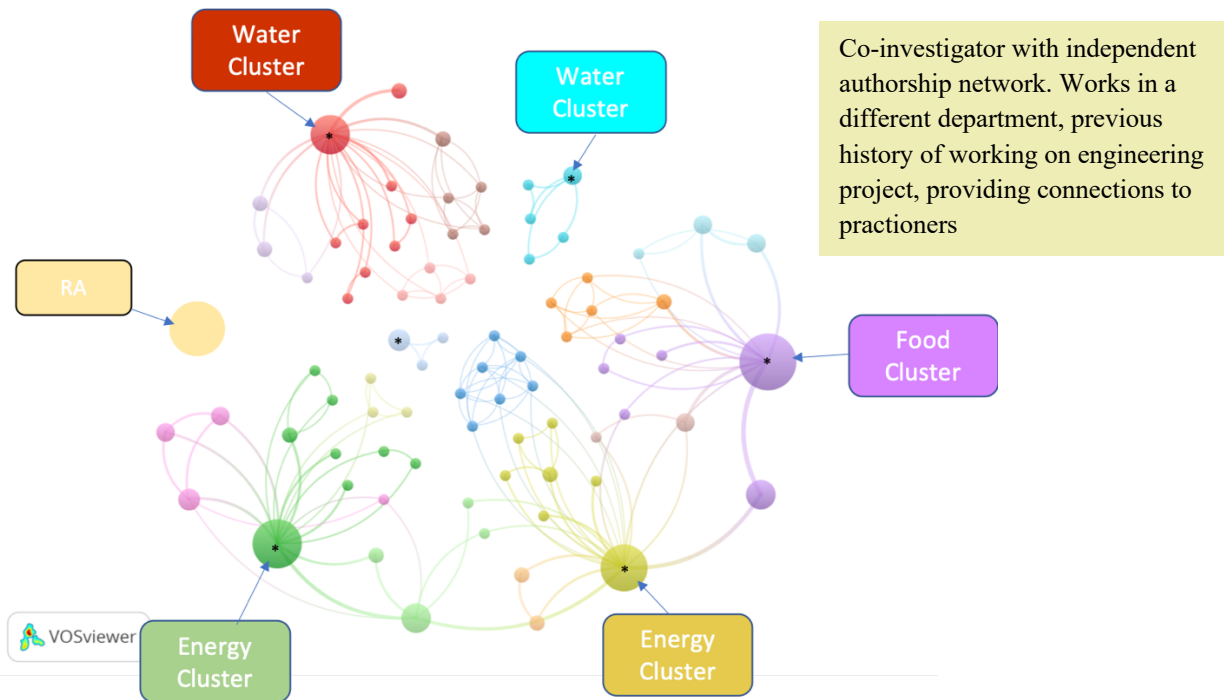 Water
Cluster
Water
Cluster
Co-investigator with independent
authorship network. Works in a
different department, previous
history of working on engineering
project, providing connections to
practioners
*
*
RA
*
Food
Cluster
*
*
*
VOSviewer
Energy
Cluster
Energy
Cluster